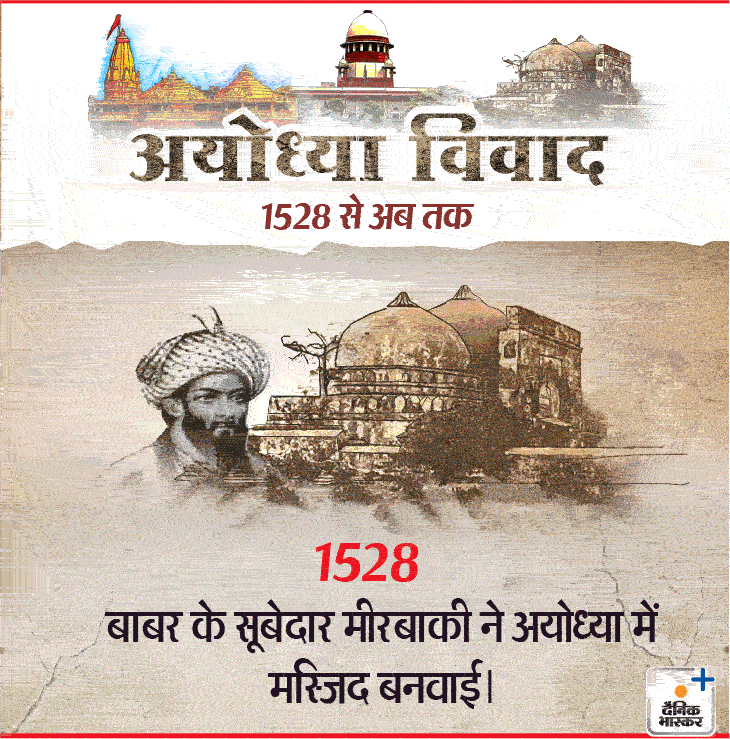 अयोध्या विवाद
1528 से अब तक
1528
बाबर के सूबेदार मीरबाकी ने अयोध्या में
मस्जिद बनवाई।
दैनिक
भास्कर